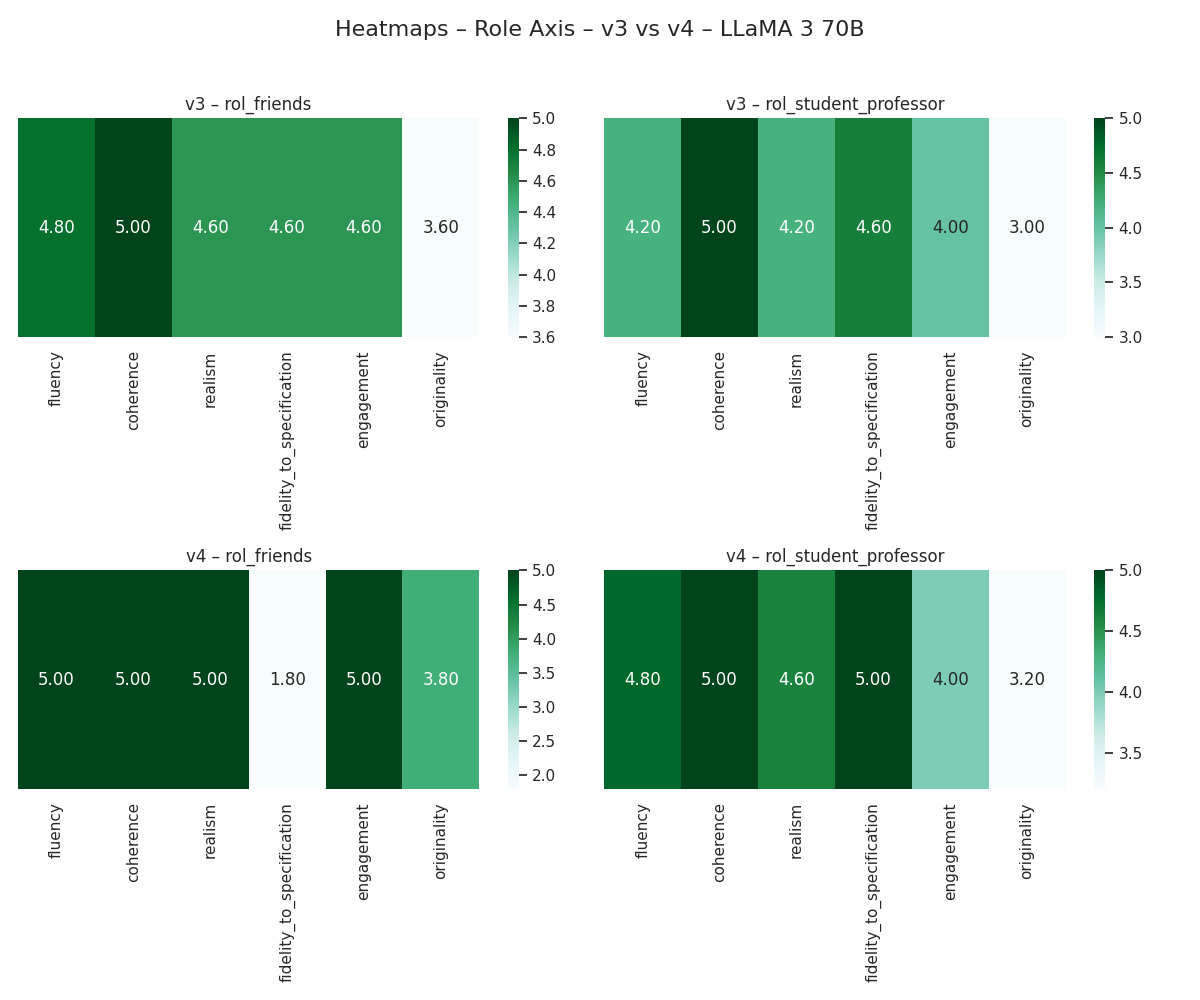 Heatmaps – Role Axis – v3 vs v4 – LLaMA 3 70B
v3 – rol_friends
4.80 5.00 4.60 4.60 4.60 3.60
5.0
4.8
4.6
4.4
4.2
4.0
3.8
3.6
fluency
coherence
realism
fidelity_to_specification
engagement
originality
v3 – rol_student_professor
4.20 5.00 4.20 4.60 4.00 3.00
5.0
4.5
4.0
3.5
3.0
fluency
coherence
realism
fidelity_to_specification
engagement
originality
v4 – rol_friends
5.00 5.00 5.00 1.80 5.00 3.80
5.0
4.5
4.0
3.5
3.0
2.5
2.0
fluency
coherence
realism
fidelity_to_specification
engagement
originality
v4 – rol_student_professor
4.80 5.00 4.60 5.00 4.00 3.20
5.0
4.5
4.0
3.5
fluency
coherence
realism
fidelity_to_specification
engagement
originality